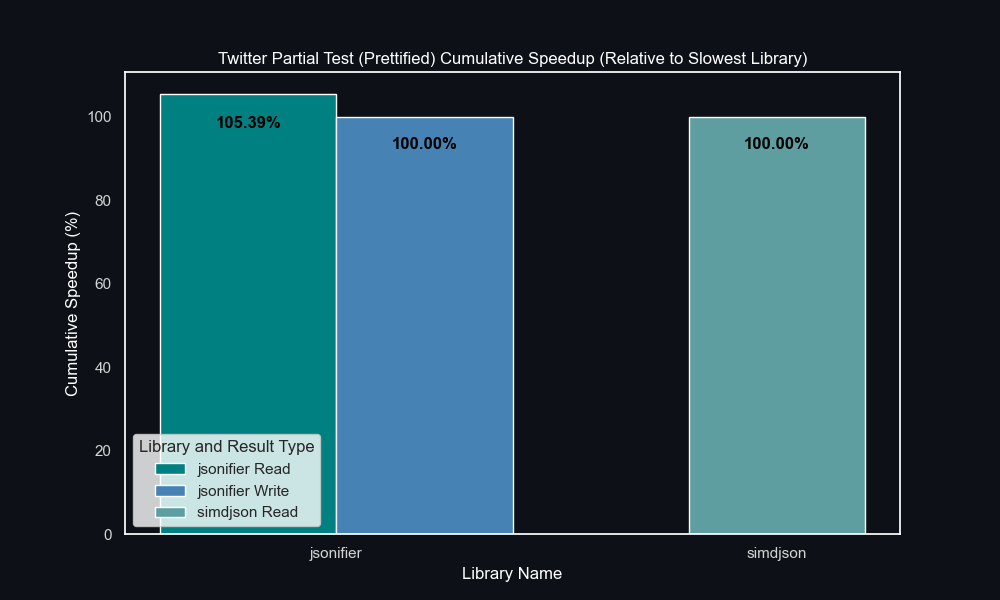 Twitter Partial Test (Prettified) Cumulative Speedup (Relative to Slowest Library)
105.39%
100.00%
100.00%
100
80
60
40
20
0
Cumulative Speedup (%)
Library and Result Type
jsonifier Read
jsonifier Write
simdjson Read
jsonifier
simdjson
Library Name